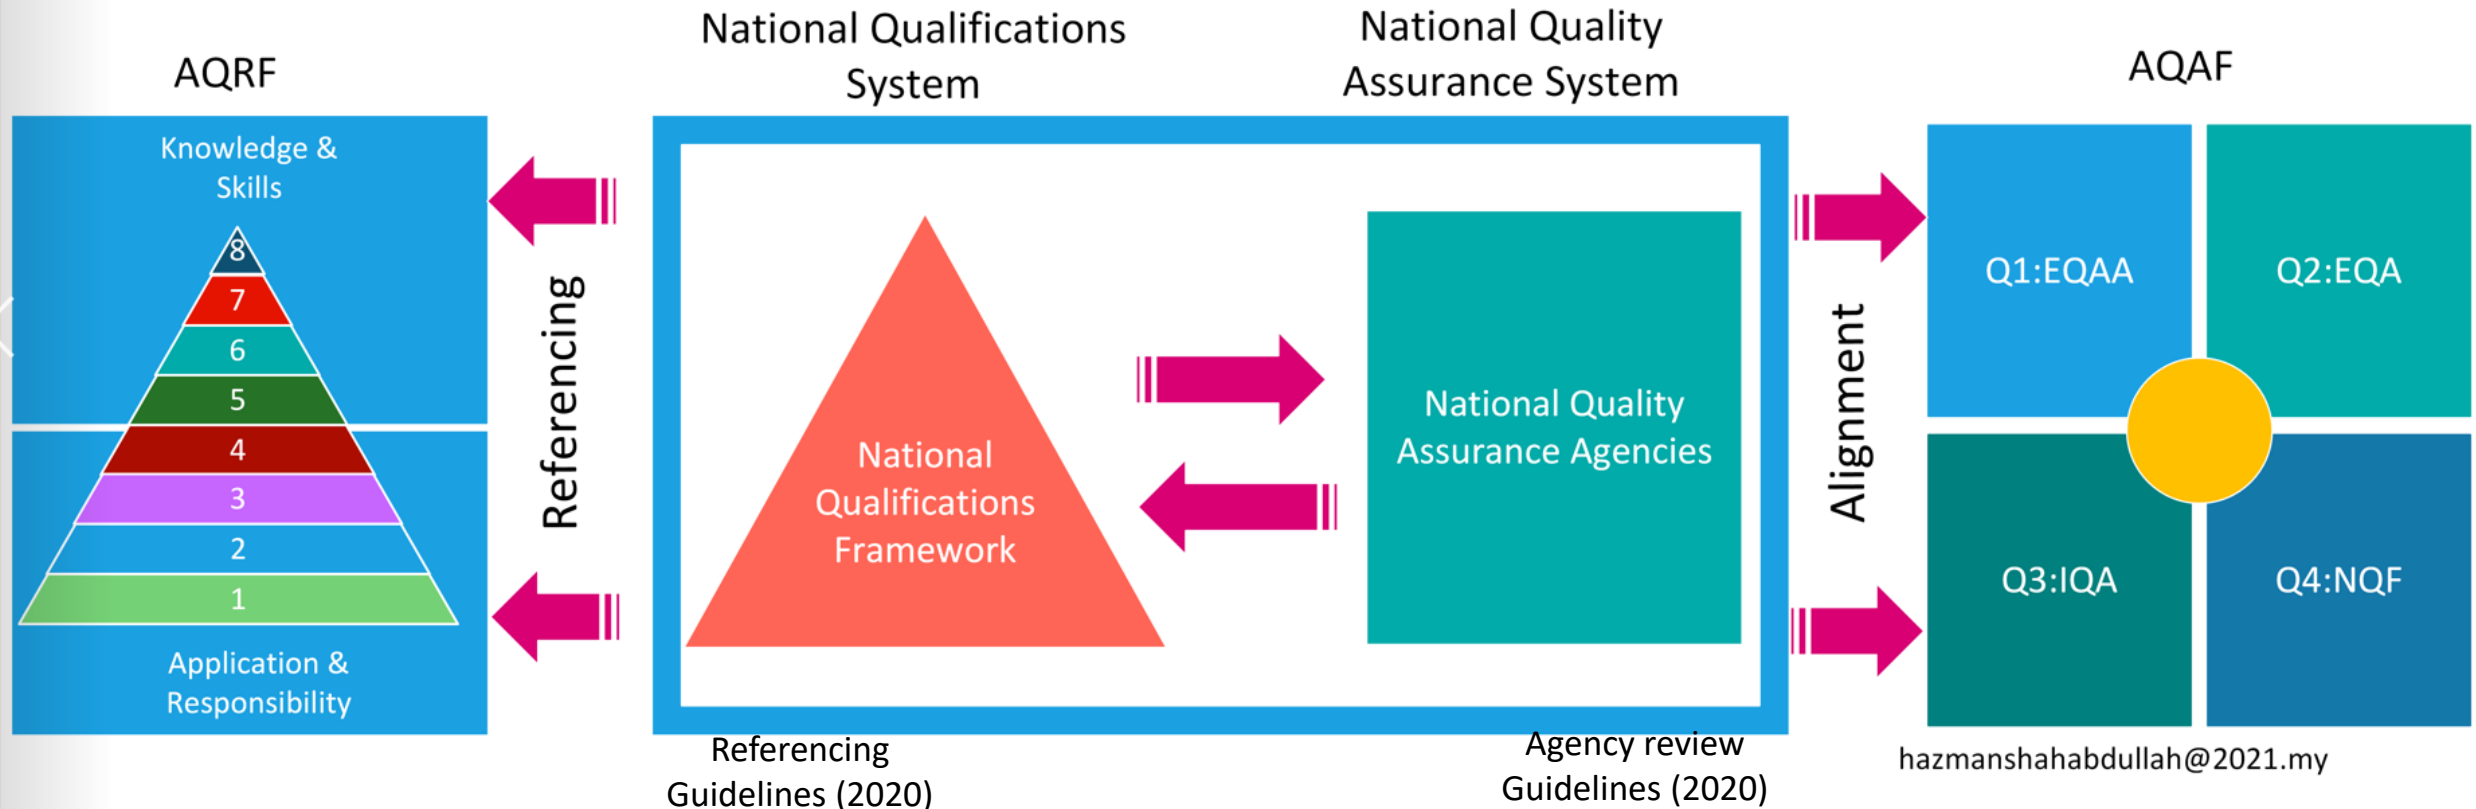 AQRF
Knowledge &
Skills
8
7
6
5
4
3
2
1
Application &
Responsibility
Referencing
National Qualifications
System
National Quality
Assurance System
National
Qualifications
Framework
National Quality
Assurance Agencies
Referencing
Guidelines (2020)
Agency review
Guidelines (2020)
Alignment
AQAF
Q1:EQAA
Q2:EQA
Q3:IQA
Q4:NQF
hazmanshahabdullah@2021.my